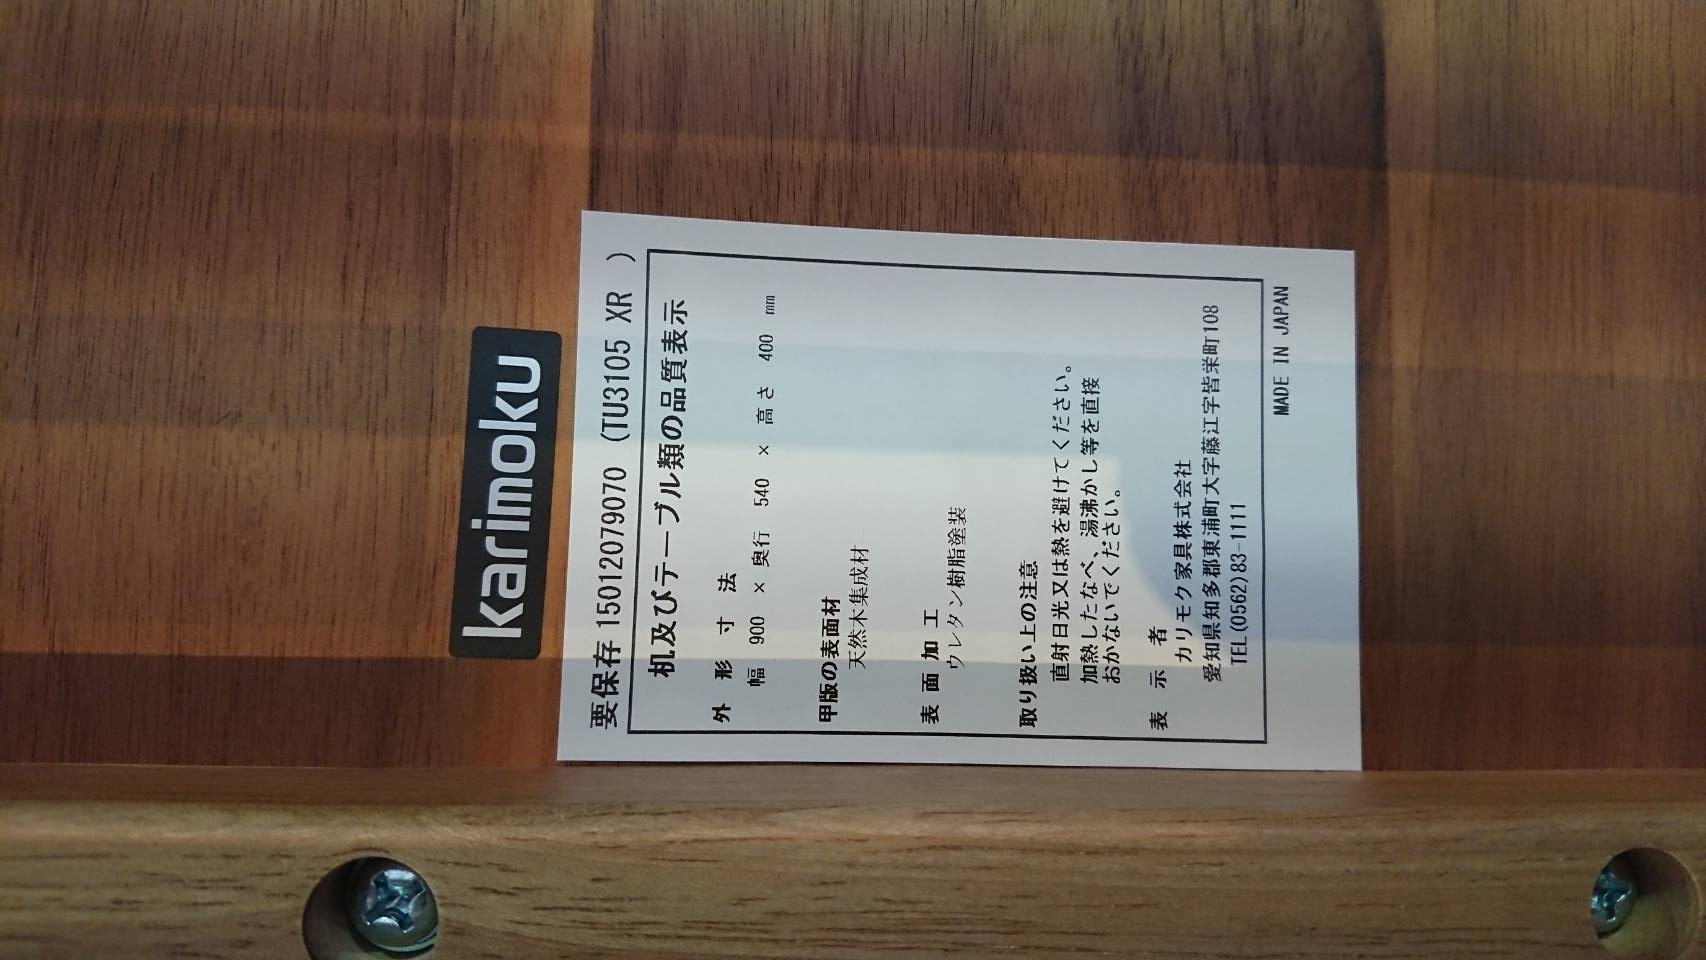 karimoku
要保存 15012079070 (TU3105 XR )
机及びテーブル類の品質表示
外形寸法
幅 900 × 奥行 540 × 高さ 400 mm
甲版の表面材
天然木集成材
表面加工
ウレタン樹脂塗装
取り扱い上の注意
直射日光又は熱を避けてください。
加熱したなべ、湯沸かし等を直接
おかないでください。
表示者
カリモク家具株式会社
愛知県知多郡東浦町大字藤江字皆栄町108
TEL(0562)83-1111
MADE IN JAPAN